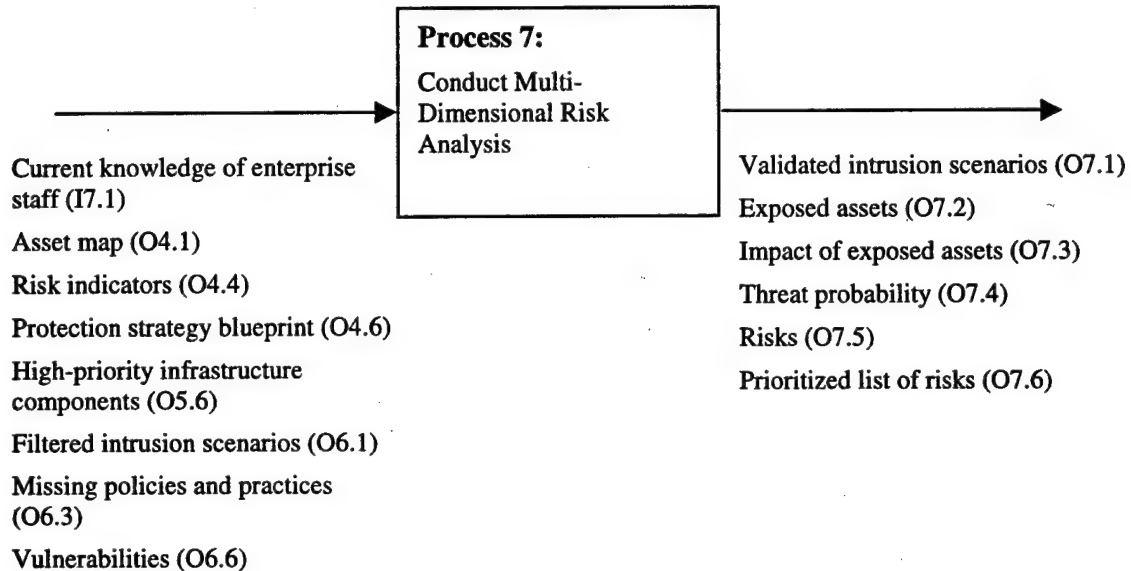 Process 7:
Conduct Multi-
Dimensional Risk
Analysis
Current knowledge of enterprise
staff (I7.1)
Asset map (O4.1)
Risk indicators (O4.4)
Protection strategy blueprint (O4.6)
High-priority infrastructure
components (O5.6)
Filtered intrusion scenarios (O6.1)
Missing policies and practices
(O6.3)
Vulnerabilities (O6.6)
Validated intrusion scenarios (O7.1)
Exposed assets (O7.2)
Impact of exposed assets (O7.3)
Threat probability (O7.4)
Risks (O7.5)
Prioritized list of risks (O7.6)